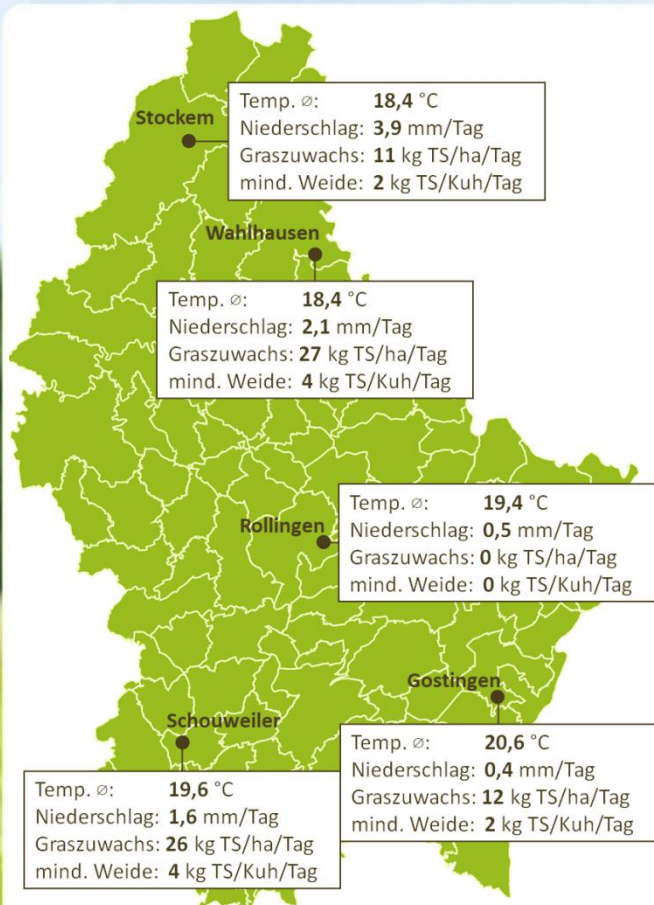 Stockem
Temp. ⌀: 18,4 °C
Niederschlag: 3,9 mm/Tag
Graszuwachs: 11 kg TS/ha/Tag
mind. Weide: 2 kg TS/Kuh/Tag
Wahlhausen
Temp. ⌀: 18,4 °C
Niederschlag: 2,1 mm/Tag
Graszuwachs: 27 kg TS/ha/Tag
mind. Weide: 4 kg TS/Kuh/Tag
Rollingen
Temp. ⌀: 19,4 °C
Niederschlag: 0,5 mm/Tag
Graszuwachs: 0 kg TS/ha/Tag
mind. Weide: 0 kg TS/Kuh/Tag
Gostingen
Temp. ⌀: 20,6 °C
Niederschlag: 0,4 mm/Tag
Graszuwachs: 12 kg TS/ha/Tag
mind. Weide: 2 kg TS/Kuh/Tag
Schouweiler
Temp. ⌀: 19,6 °C
Niederschlag: 1,6 mm/Tag
Graszuwachs: 26 kg TS/ha/Tag
mind. Weide: 4 kg TS/Kuh/Tag